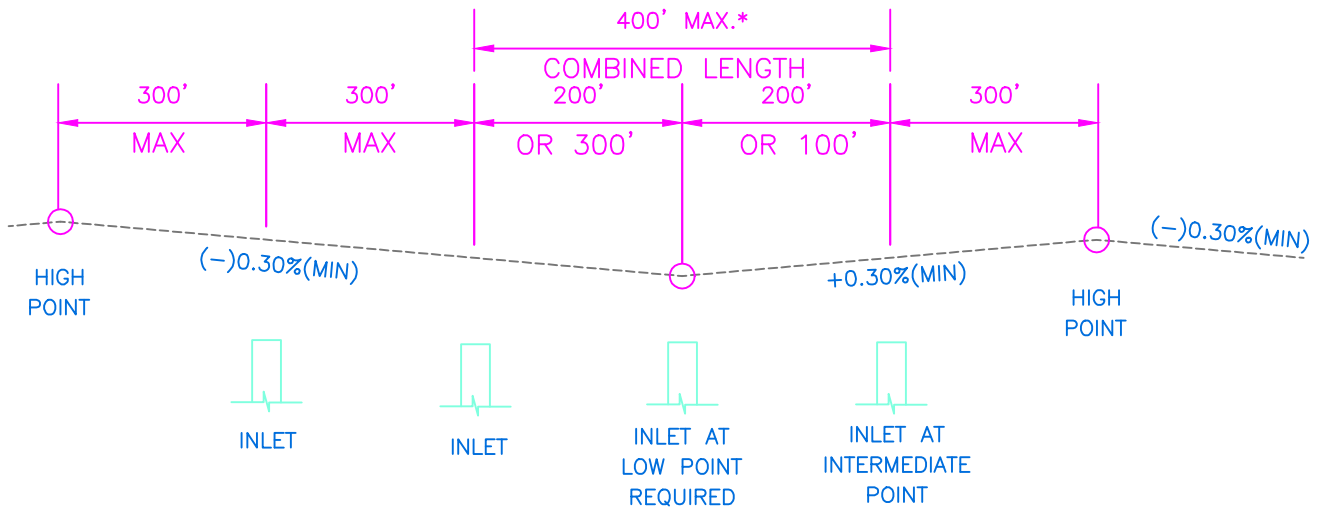 400' MAX.*
COMBINED LENGTH
300'
MAX
300'
MAX
200'
OR 300'
200'
OR 100'
300'
MAX
(-)0.30%(MIN)
+0.30%(MIN)
(-)0.30%(MIN)
HIGH
POINT
HIGH
POINT
INLET
INLET
INLET AT
LOW POINT
REQUIRED
INLET AT
INTERMEDIATE
POINT